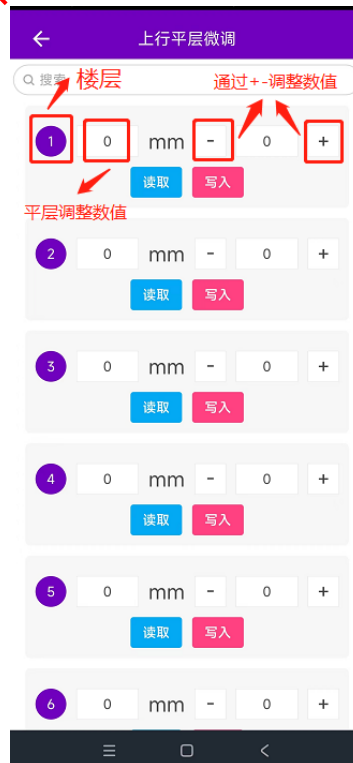 上行平层微调
搜索 楼层 通过+-调整数值
1 0 mm - 0 +
读取 写入
平层调整数值
2 0 mm - 0 +
读取 写入
3 0 mm - 0 +
读取 写入
4 0 mm - 0 +
读取 写入
5 0 mm - 0 +
读取 写入
6 0 mm - 0 +